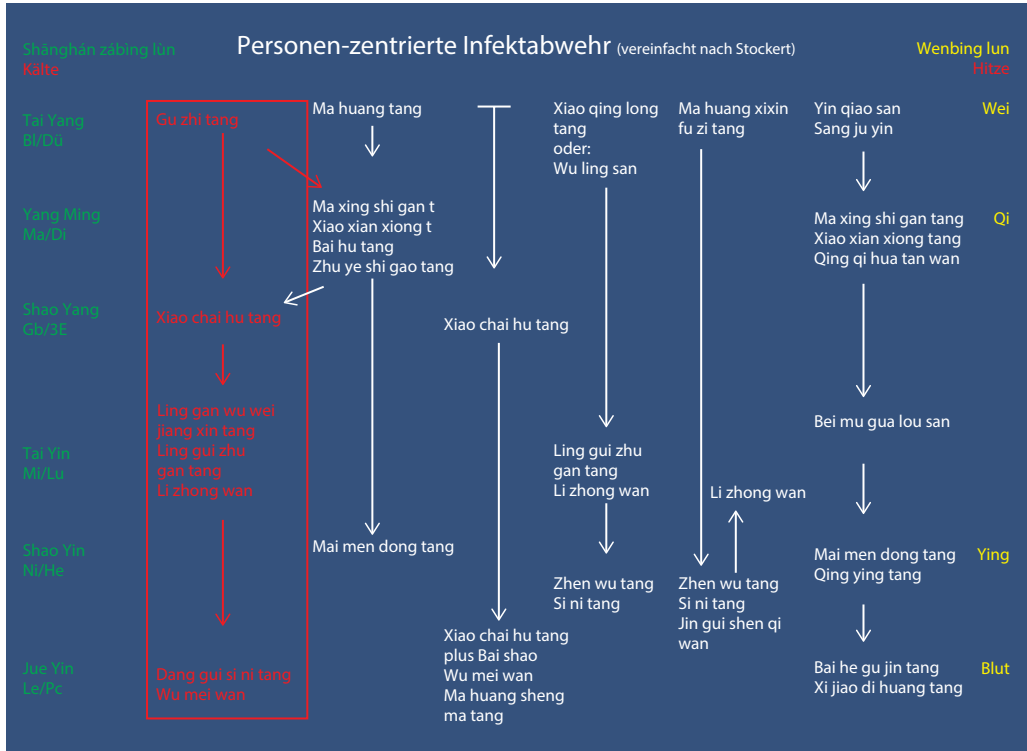 Shānghán zábìng lùn
Kälte
Personen-zentrierte Infektabwehr (vereinfacht nach Stockert)
Wenbing lun
Hitze
Tai Yang
Bl/Dü
Yang Ming
Ma/Di
Shao Yang
Gb/3E
Tai Yin
Mi/Lu
Shao Yin
Ni/He
Jue Yin
Le/Pc
Gu zhi tang
Xiao chai hu tang
Ling gan wu wei
jiang xin tang
Ling gui zhu
gan tang
Li zhong wan
Dang gui si ni tang
Wu mei wan
Ma huang tang
Ma xing shi gan t
Xiao xian xiong t
Bai hu tang
Zhu ye shi gao tang
Mai men dong tang
Xiao chai hu tang
Xiao chai hu tang
plus Bai shao
Wu mei wan
Ma huang sheng
ma tang
Xiao qing long
tang
oder:
Wu ling san
Ling gui zhu
gan tang
Li zhong wan
Zhen wu tang
Si ni tang
Ma huang xixin
fu zi tang
Li zhong wan
Zhen wu tang
Si ni tang
Jin gui shen qi
wan
Yin qiao san
Sang ju yin
Ma xing shi gan tang
Xiao xian xiong tang
Qing qi hua tan wan
Bei mu gua lou san
Mai men dong tang
Qing ying tang
Bai he gu jin tang
Xi jiao di huang tang
Wei
Qi
Ying
Blut